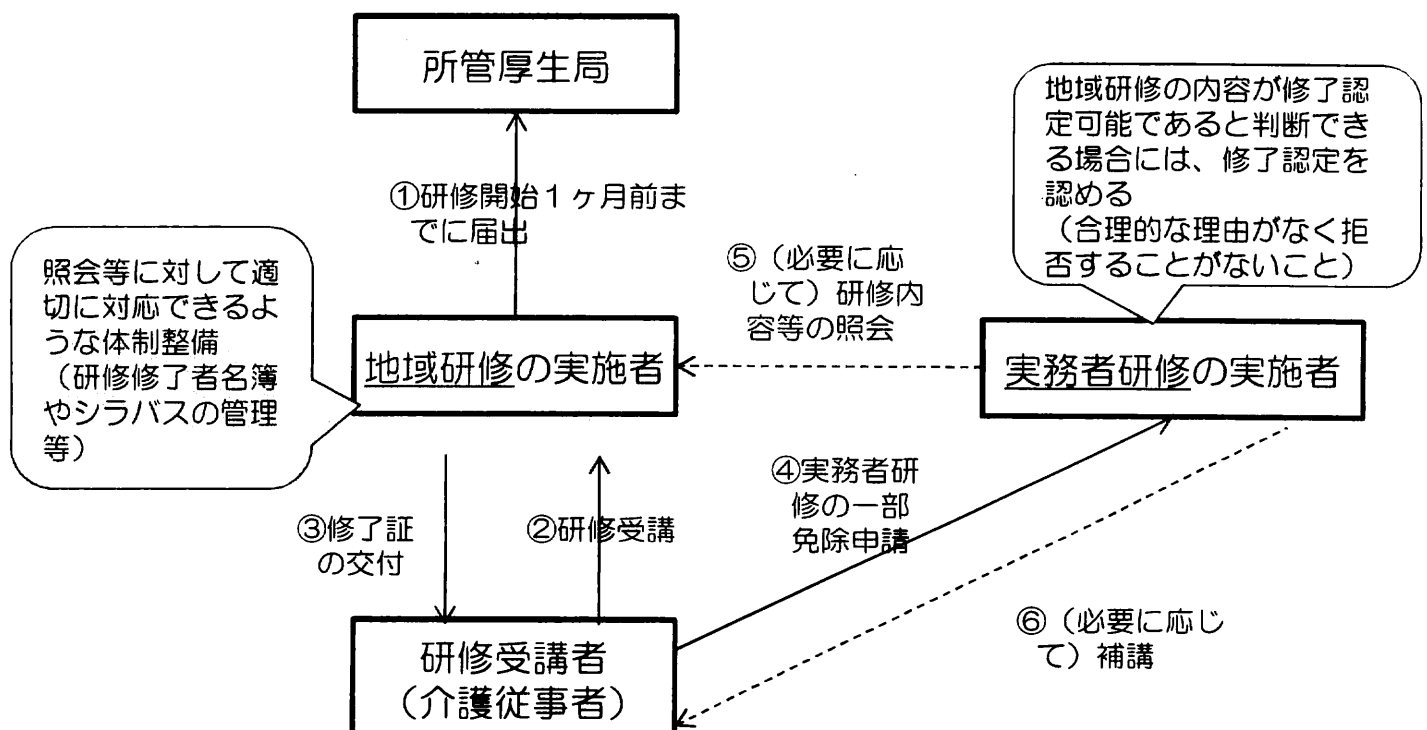 所管厚生局
地域研修の内容が修了認
定可能であると判断でき
る場合には、修了認定を
認める
（合理的な理由がなく拒
否することがないこと）
①研修開始１ヶ月前ま
でに届出
照会等に対して適
切に対応できるよ
うな体制整備
（研修修了者名簿
やシラバスの管理
等）
⑤（必要に応
じて）研修内
容等の照会
地域研修の実施者
実務者研修の実施者
③修了証
の交付
②研修受講
④実務者研
修の一部
免除申請
⑥（必要に応じ
て）補講
研修受講者
（介護従事者）